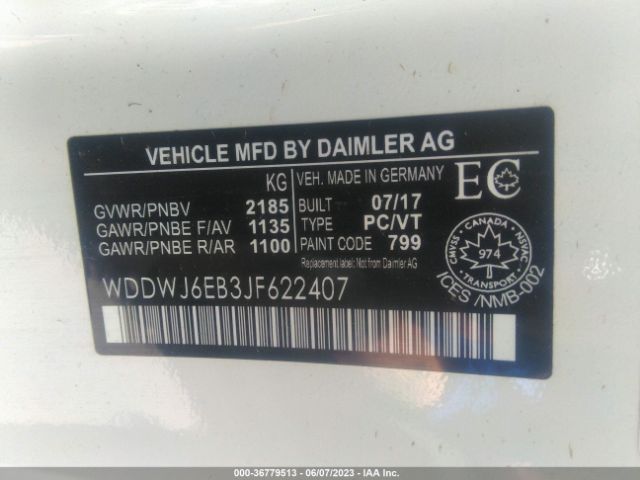 VEHICLE MFD BY DAIMLER AG
KG
GVWR/PNBV 2185
GAWR/PNBE F/AV 1135
GAWR/PNBE R/AR 1100
VEH. MADE IN GERMANY
BUILT 07/17
TYPE PC/VT
PAINT CODE 799
Replacement label: Not from Daimler AG
EC
CANADA
CMVSS
NSVAC
974
TRANSPORT
ICES /NMB-002
WDDWJ6EB3JF622407
000-36779513 - 06/07/2023 - IAAI.COM